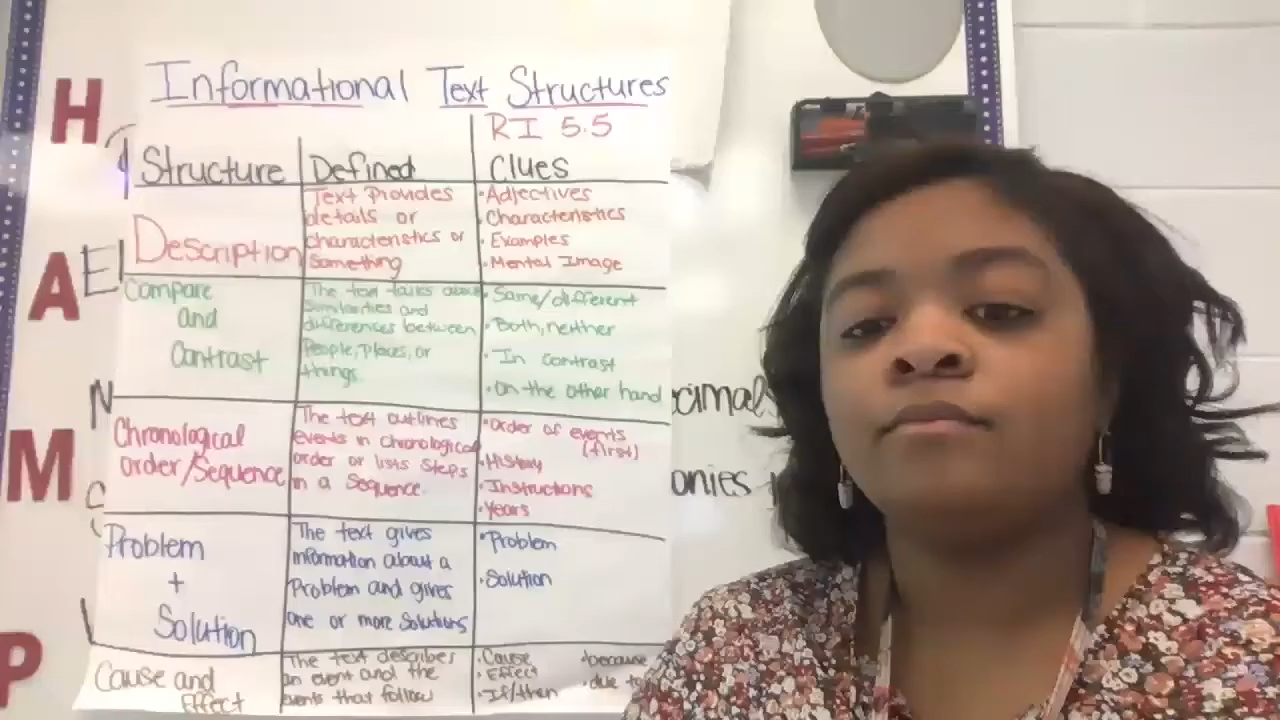 Informational Text Structures
RI 5.5
Structure
Defined
Clues
Description
Text Provides
details or
characteristics or
Something
• Adjectives
• Characteristics
• Examples
• Mental Image
Compare
and
Contrast
The text talks about
Similarities and
differences between
People, Places, or
things.
• Same/different
• Both, neither
• In contrast
• On the other hand
Chronological
order/Sequence
The text outlines
events in chronological
order or lists steps
in a Sequence.
• Order of events
(first)
• History
• Instructions
• Years
Problem
+
Solution
The text gives
information about a
Problem and gives
one or more Solutions
• Problem
• Solution
Cause and
Effect
The text describes
an event and the
events that follow
• Cause
• Effect
• If/then
• because
• due to
H
A
M
P